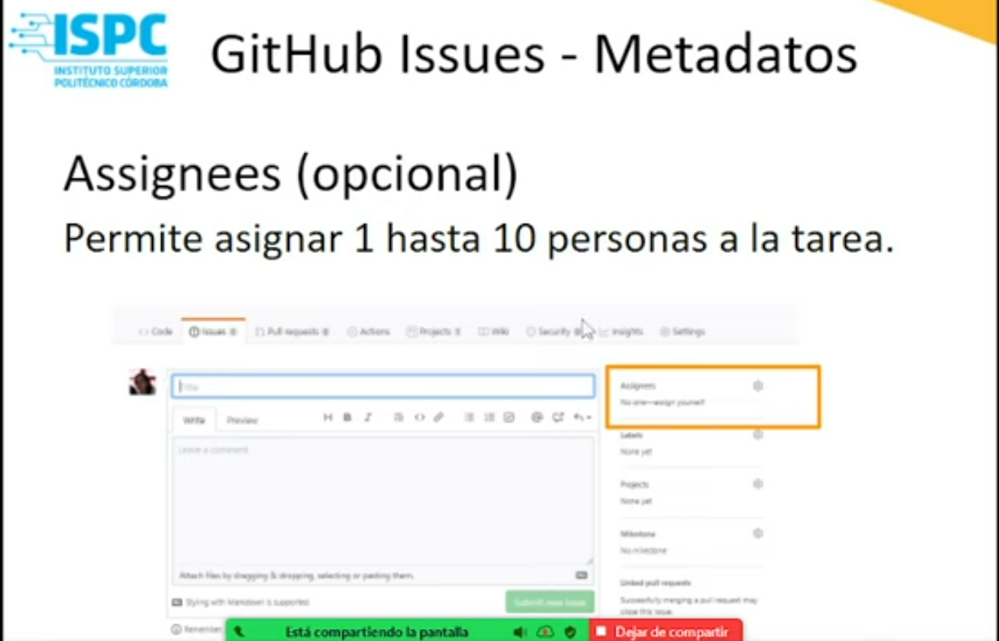 ISPC
INSTITUTO SUPERIOR
POLITÉCNICO CÓRDOBA
GitHub Issues - Metadatos
Assignees (opcional)
Permite asignar 1 hasta 10 personas a la tarea.
Code Issues Pull requests Actions Projects Wiki Security Insights Settings
Title
Assignees
No one—assign yourself
Write Preview
Leave a comment
Labels
None yet
Projects
None yet
Milestone
No milestone
Attach files by dragging & dropping, selecting or pasting them.
Linked pull requests
Styling with Markdown is supported
Submit new issue
Successfully merging a pull request may
close this issue.
Remember,
Está compartiendo la pantalla
Dejar de compartir